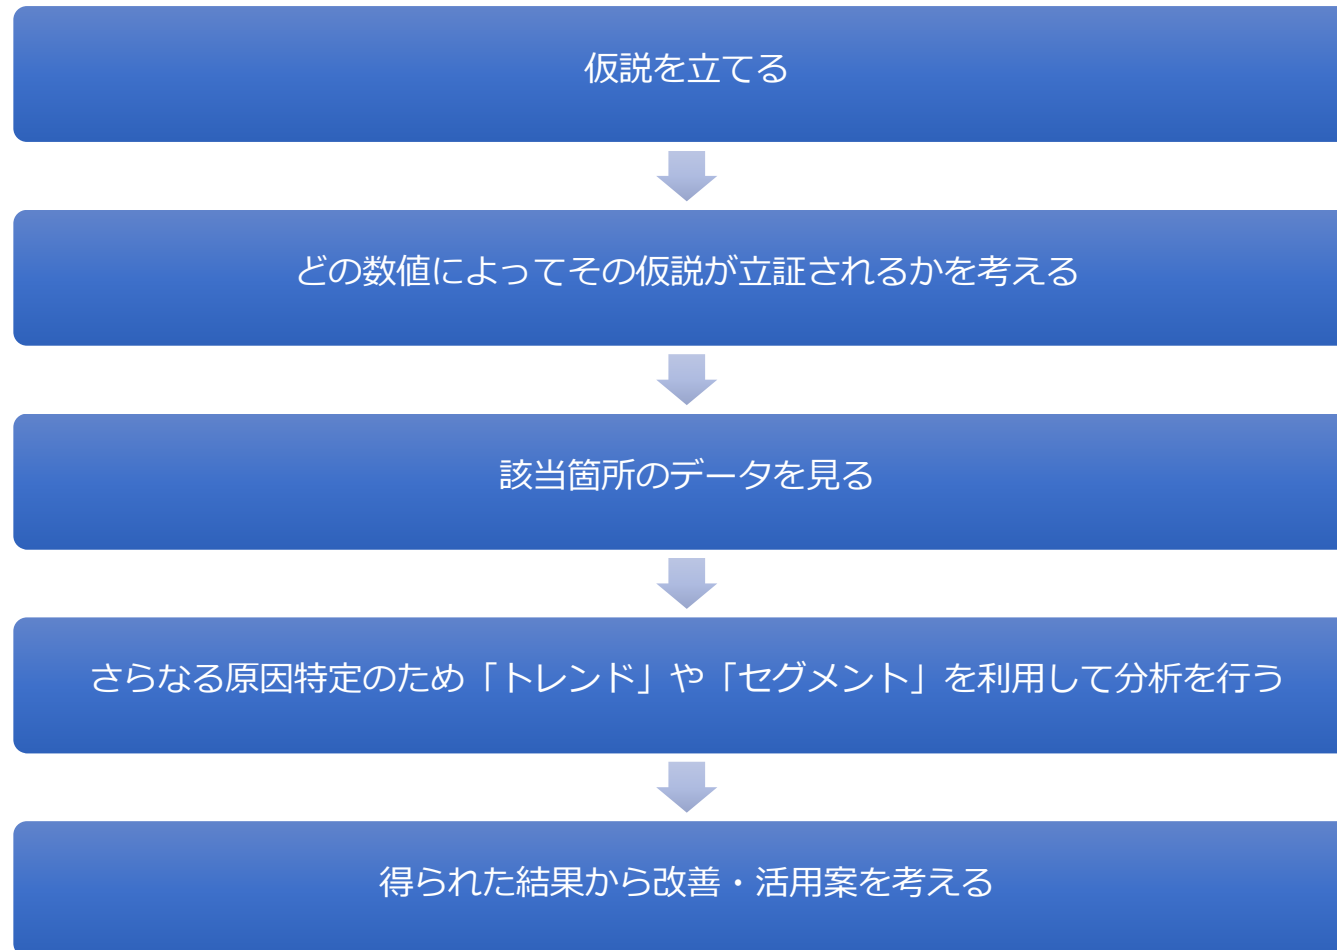 仮説を立てる
どの数値によってその仮説が立証されるかを考える
該当箇所のデータを見る
さらなる原因特定のため「トレンド」や「セグメント」を利用して分析を行う
得られた結果から改善・活用案を考える